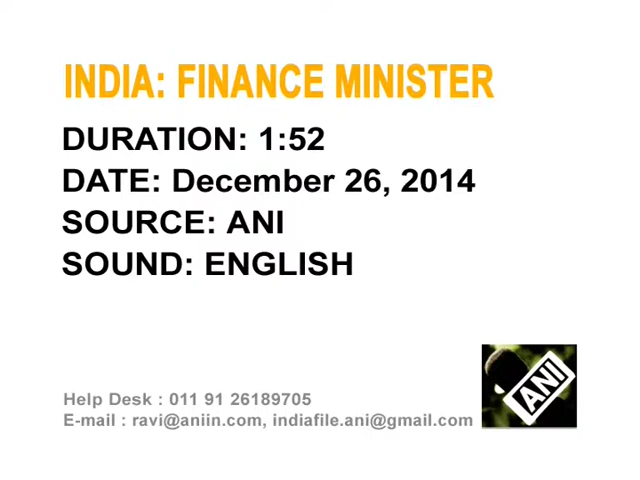 INDIA: FINANCE MINISTER
DURATION: 1:52
DATE: December 26, 2014
SOURCE: ANI
SOUND: ENGLISH
Help Desk : 011 91 26189705
E-mail : ravi@aniin.com, indiafile.ani@gmail.com
ANI